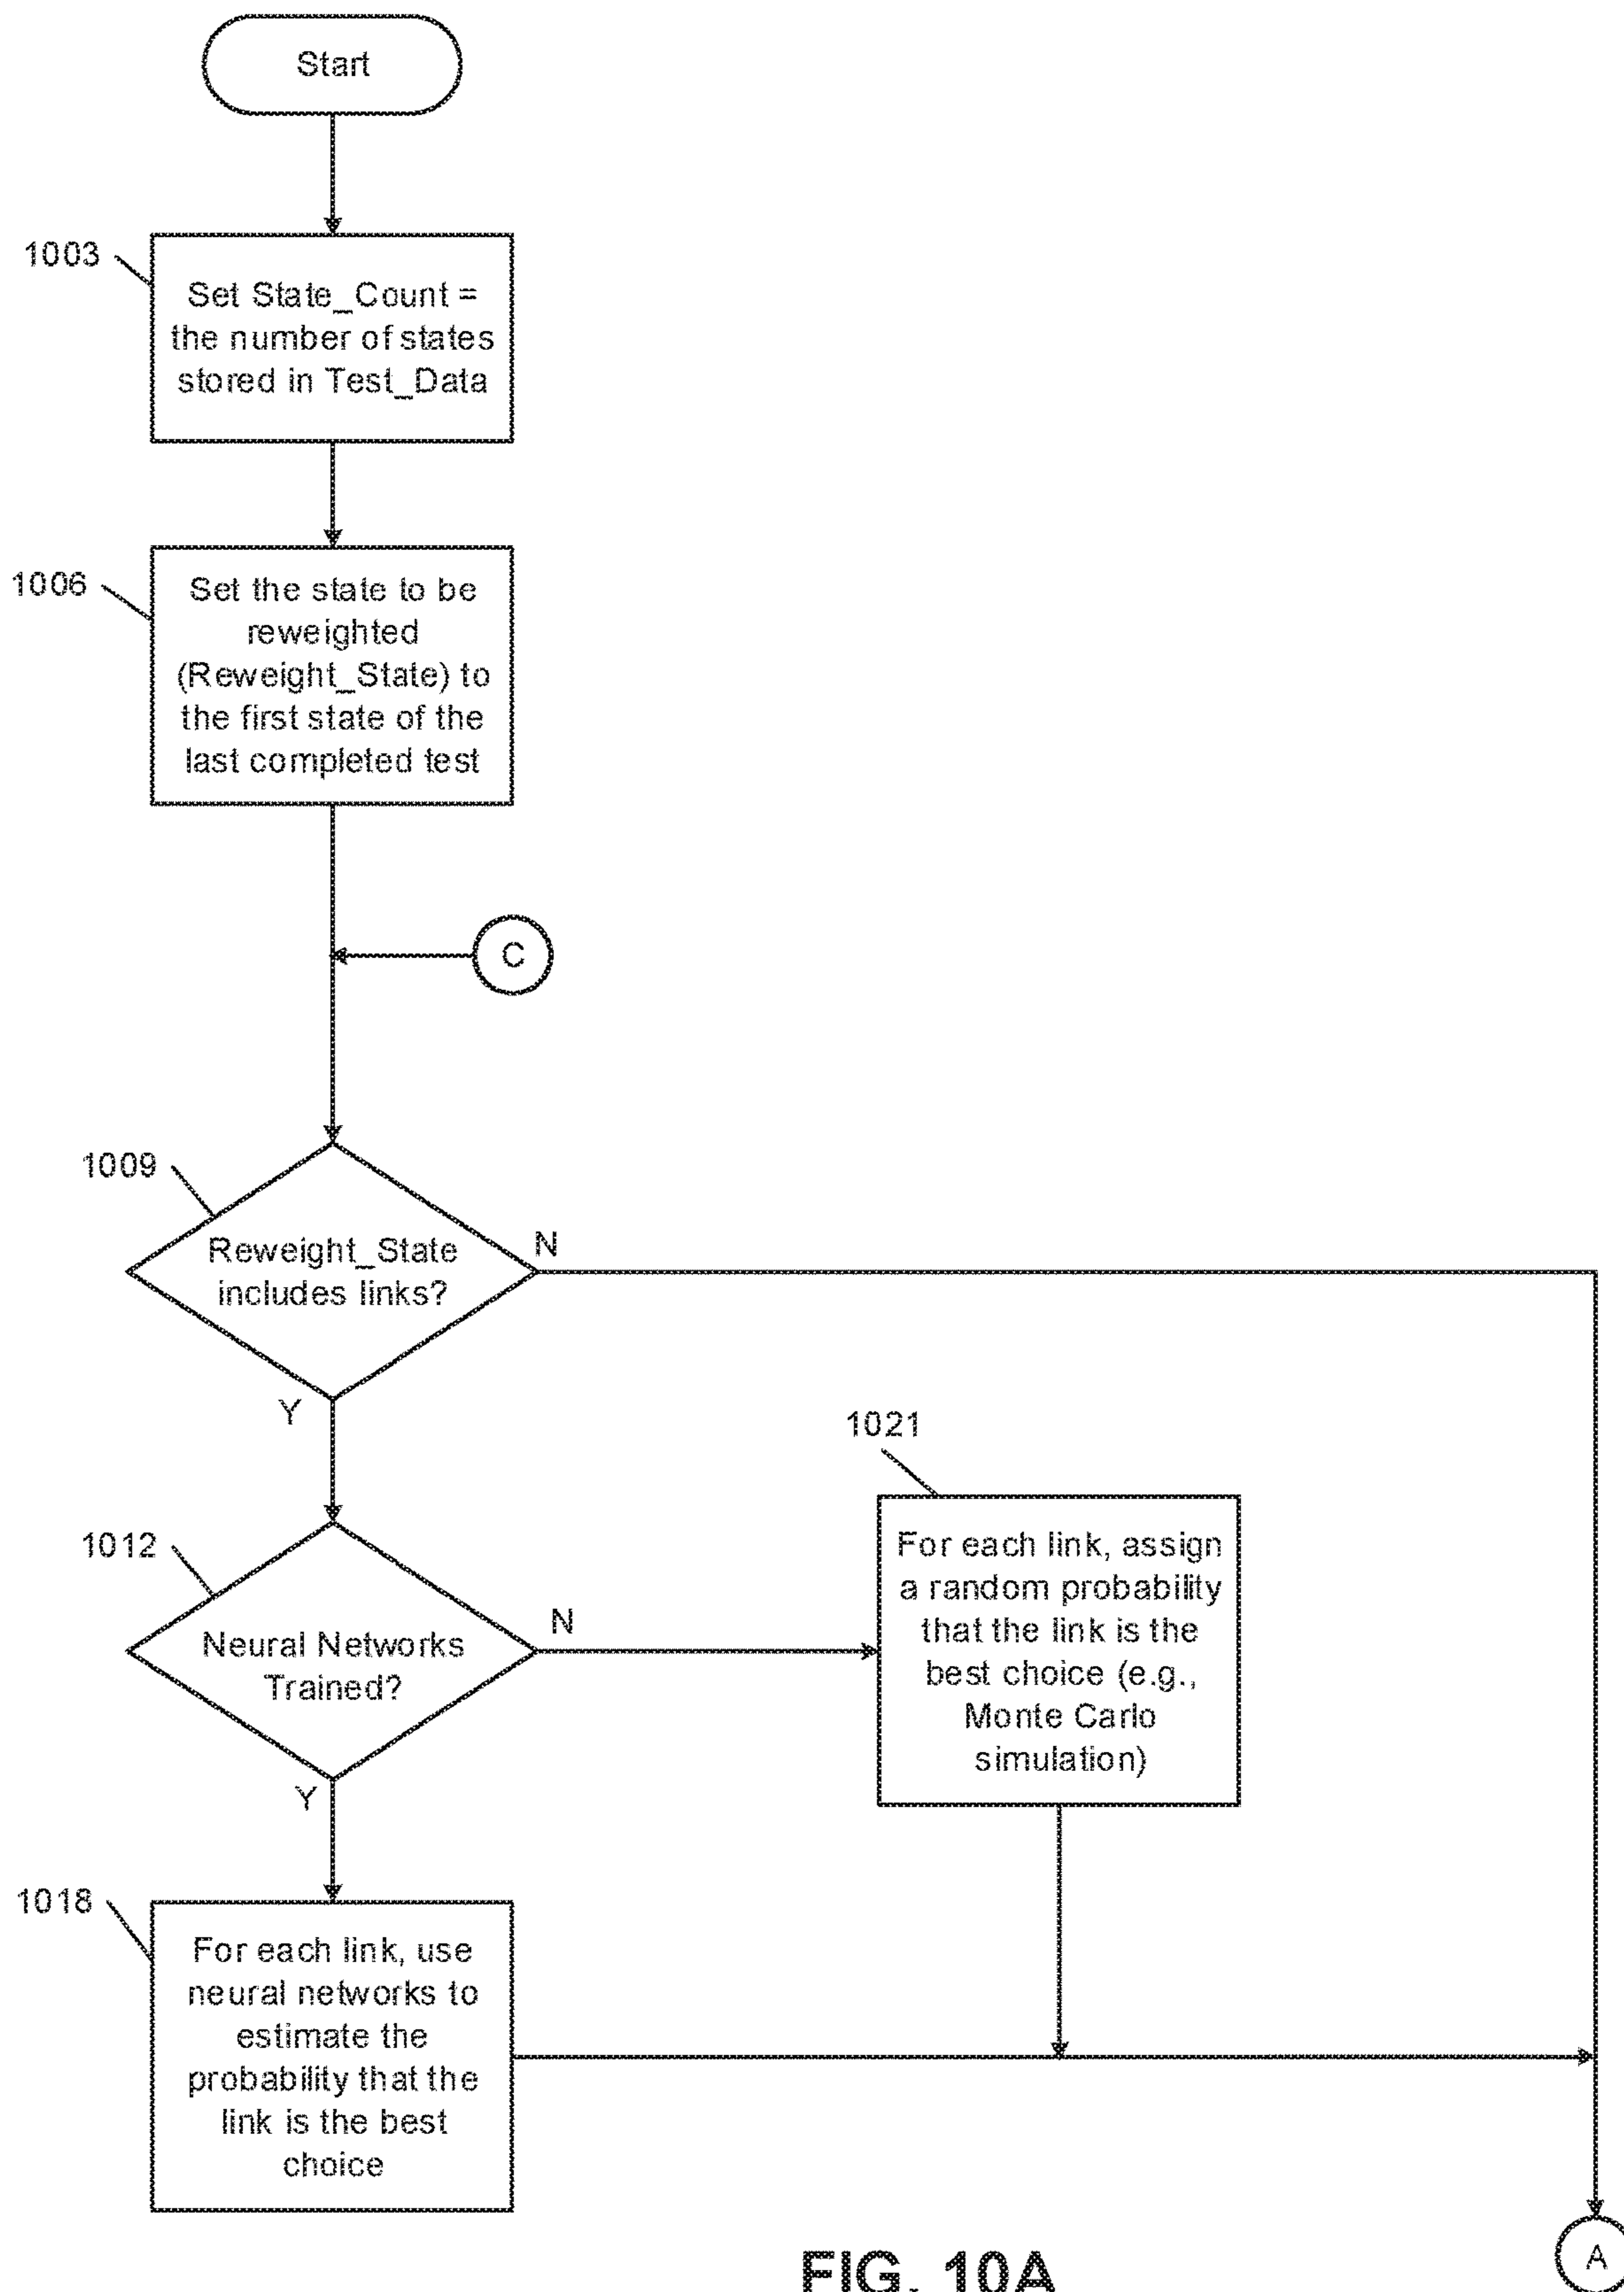 Start
1003
Set State_Count =
the number of states
stored in Test_Data
1006
Set the state to be
reweighted
(Reweight_State) to
the first state of the
last completed test
C
1009
Reweight_State
includes links?
N
Y
1021
For each link, assign
a random probability
that the link is the
best choice (e.g.,
Monte Carlo
simulation)
1012
Neural Networks
Trained?
N
Y
1018
For each link, use
neural networks to
estimate the
probability that the
link is the best
choice
A
FIG. 10A